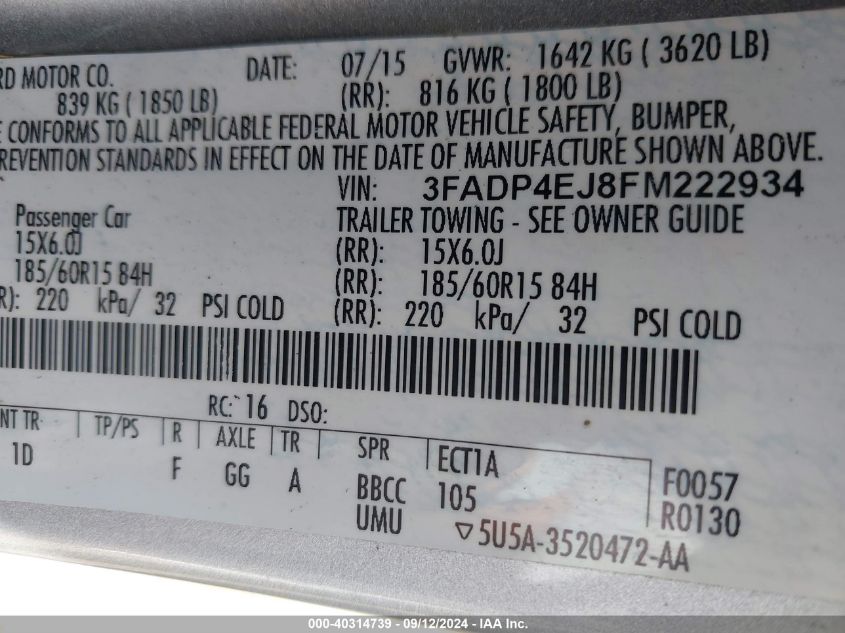 RD MOTOR CO. DATE: 07/15 GVWR: 1642 KG ( 3620 LB)
839 KG ( 1850 LB) (RR): 816 KG ( 1800 LB)
CONFORMS TO ALL APPLICABLE FEDERAL MOTOR VEHICLE SAFETY, BUMPER,
REVENTION STANDARDS IN EFFECT ON THE DATE OF MANUFACTURE SHOWN ABOVE.
VIN: 3FADP4EJ8FM222934
Passenger Car TRAILER TOWING - SEE OWNER GUIDE
15X6.0J (RR): 15X6.0J
185/60R15 84H (RR): 185/60R15 84H
R): 220 kPa/ 32 PSI COLD (RR): 220 kPa/ 32 PSI COLD
RC: 16 DSO:
NT TR TP/PS R AXLE TR SPR ECT1A
1D F GG A BBCC 105 F0057
UMU R0130
▽5U5A-3520472-AA
000-40314739 - 09/12/2024 - IAA, Inc.